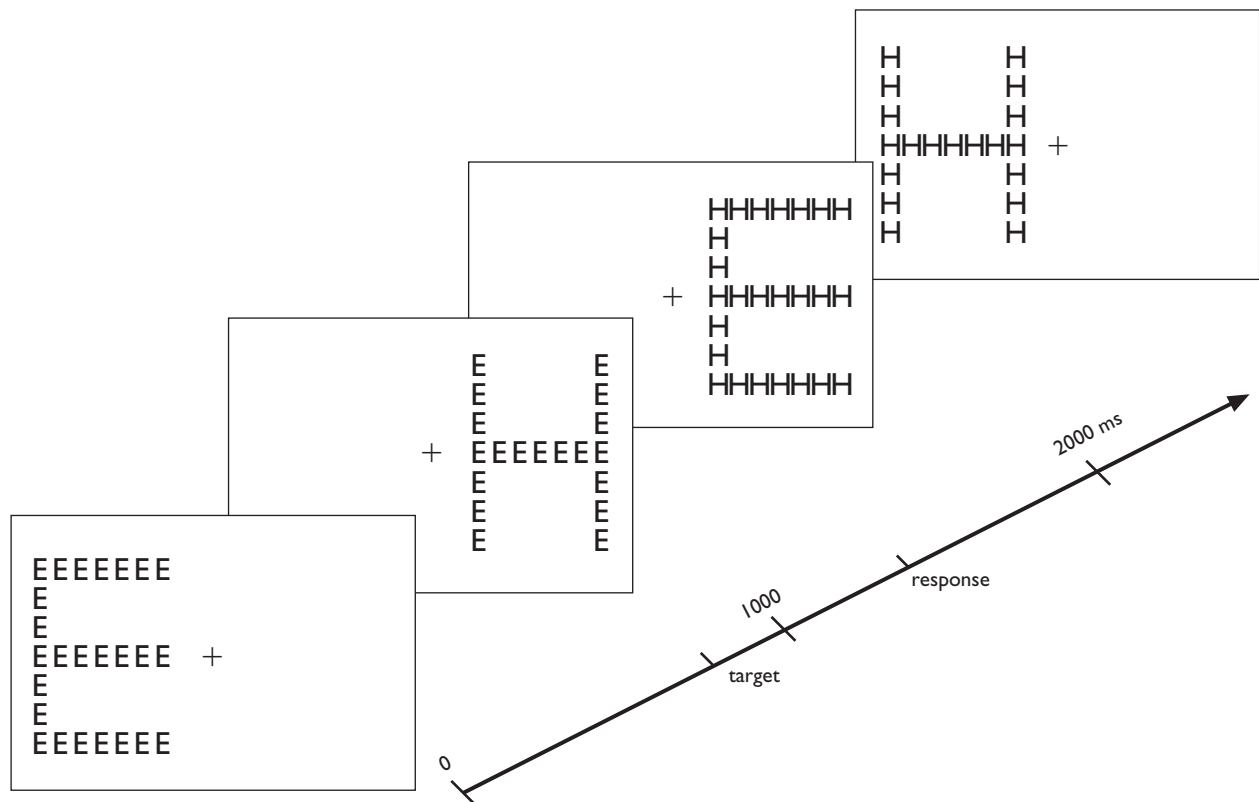 H H
H H
H H
HHHHHHH +
H H
H H
H H
HHHHHHH
H
H
+ HHHHHHH
H
H
HHHHHHH
E E
E E
E E
+ EEEEEEE
E E
E E
E E
EEEEEEE
E
E
EEEEEEE +
E
E
EEEEEEE
2000 ms
response
1000
target
0